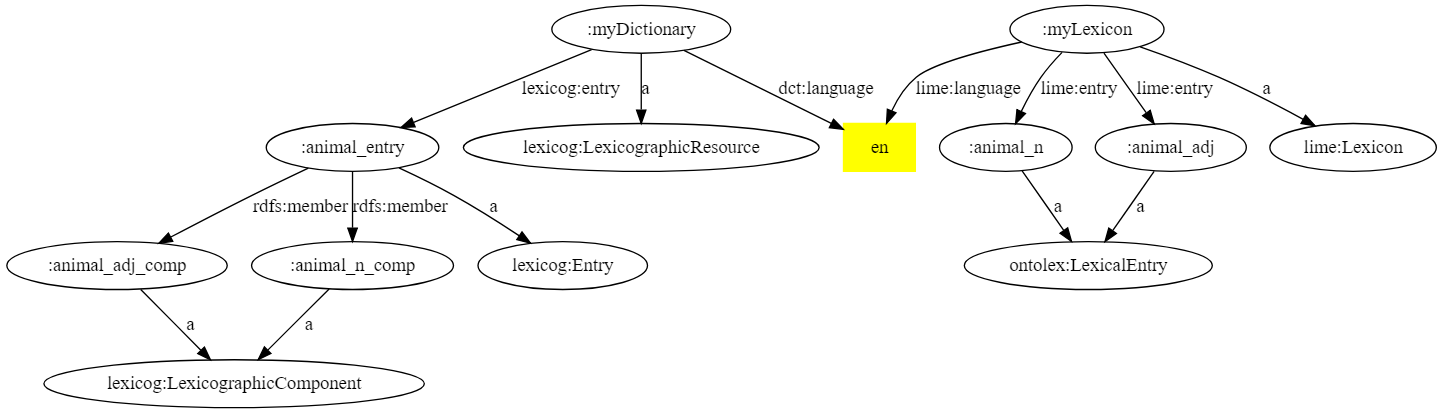 :myDictionary :myLexicon
lexicog:entry a dct:language lime:language lime:entry lime:entry a
:animal_entry lexicog:LexicographicResource en :animal_n :animal_adj lime:Lexicon
rdfs:member rdfs:member a a a
:animal_adj_comp :animal_n_comp lexicog:Entry ontolex:LexicalEntry
a a
lexicog:LexicographicComponent